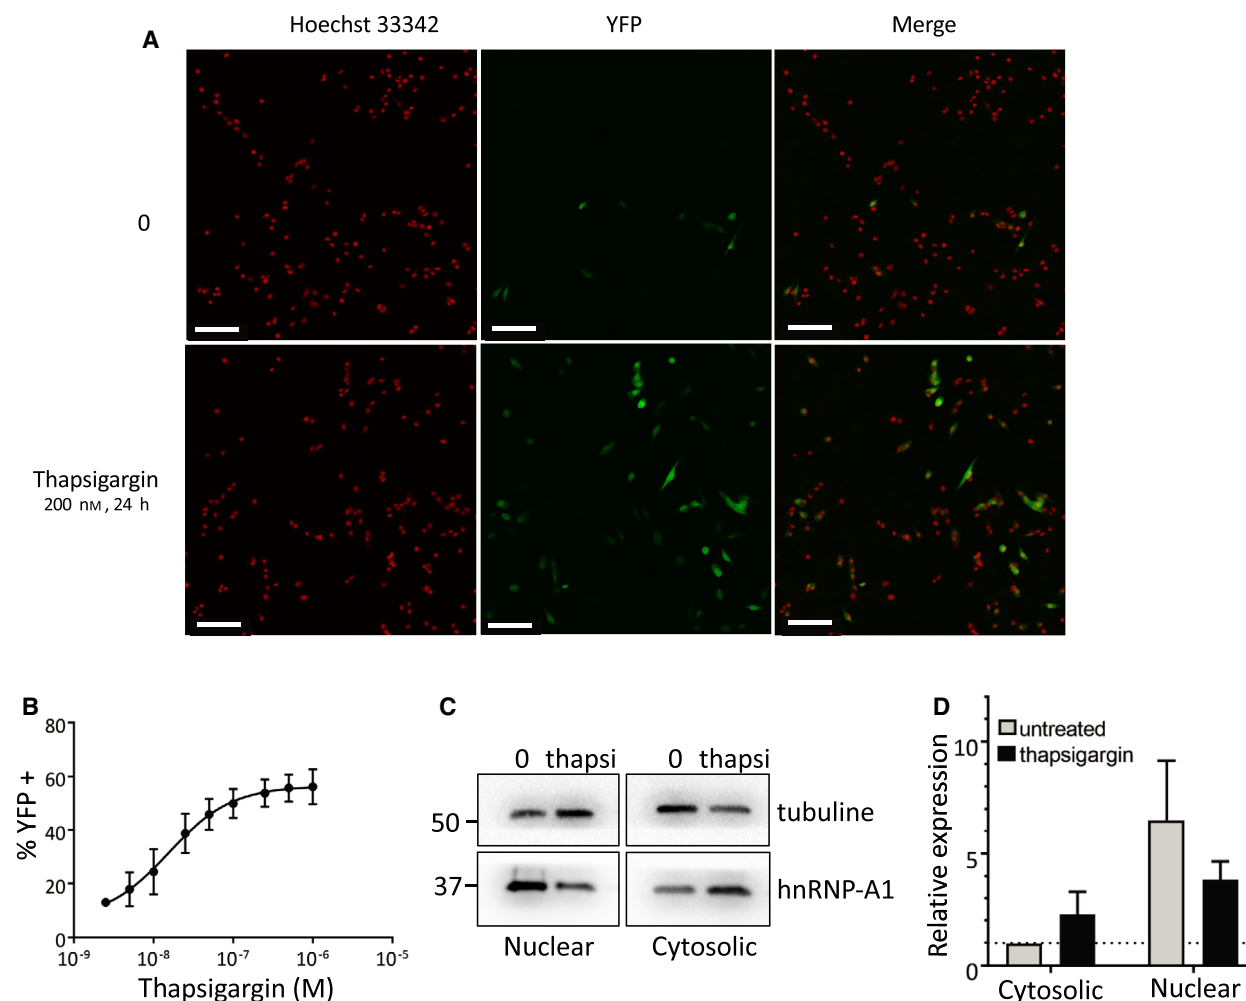 A
Hoechst 33342
YFP
Merge
0
Thapsigargin
200 nM, 24 h
B
% YFP +
80
60
40
20
0
10-9
10-8
10-7
10-6
10-5
Thapsigargin (M)
C
0 thapsi
0 thapsi
50
tubuline
37
hnRNP-A1
Nuclear
Cytosolic
D
Relative expression
untreated
thapsigargin
10
5
0
Cytosolic
Nuclear